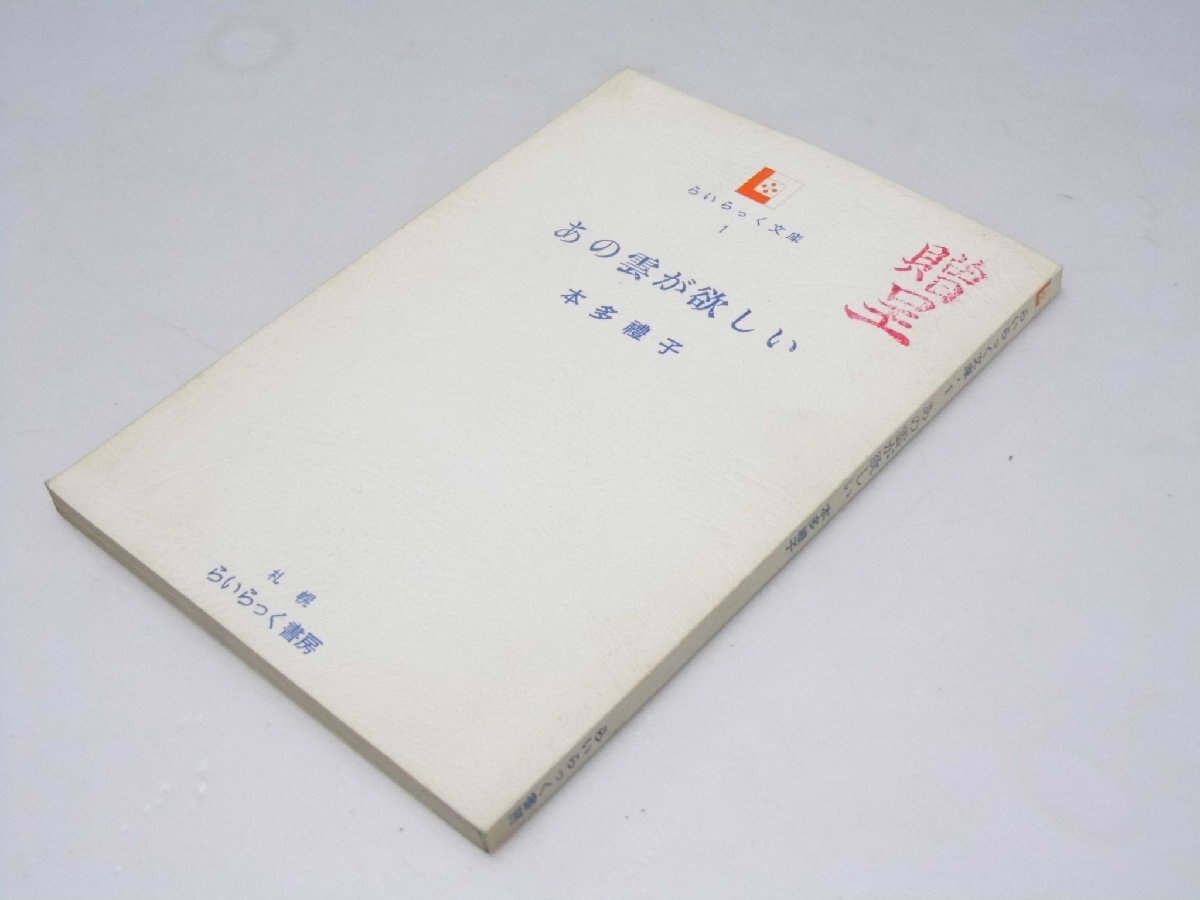 らいらっく文庫
1
あの雲が欲しい
本多禮子
贈呈
札幌
らいらっく書房
らいらっく文庫・1 あの雲が欲しい 本多禮子
らいらっく書房